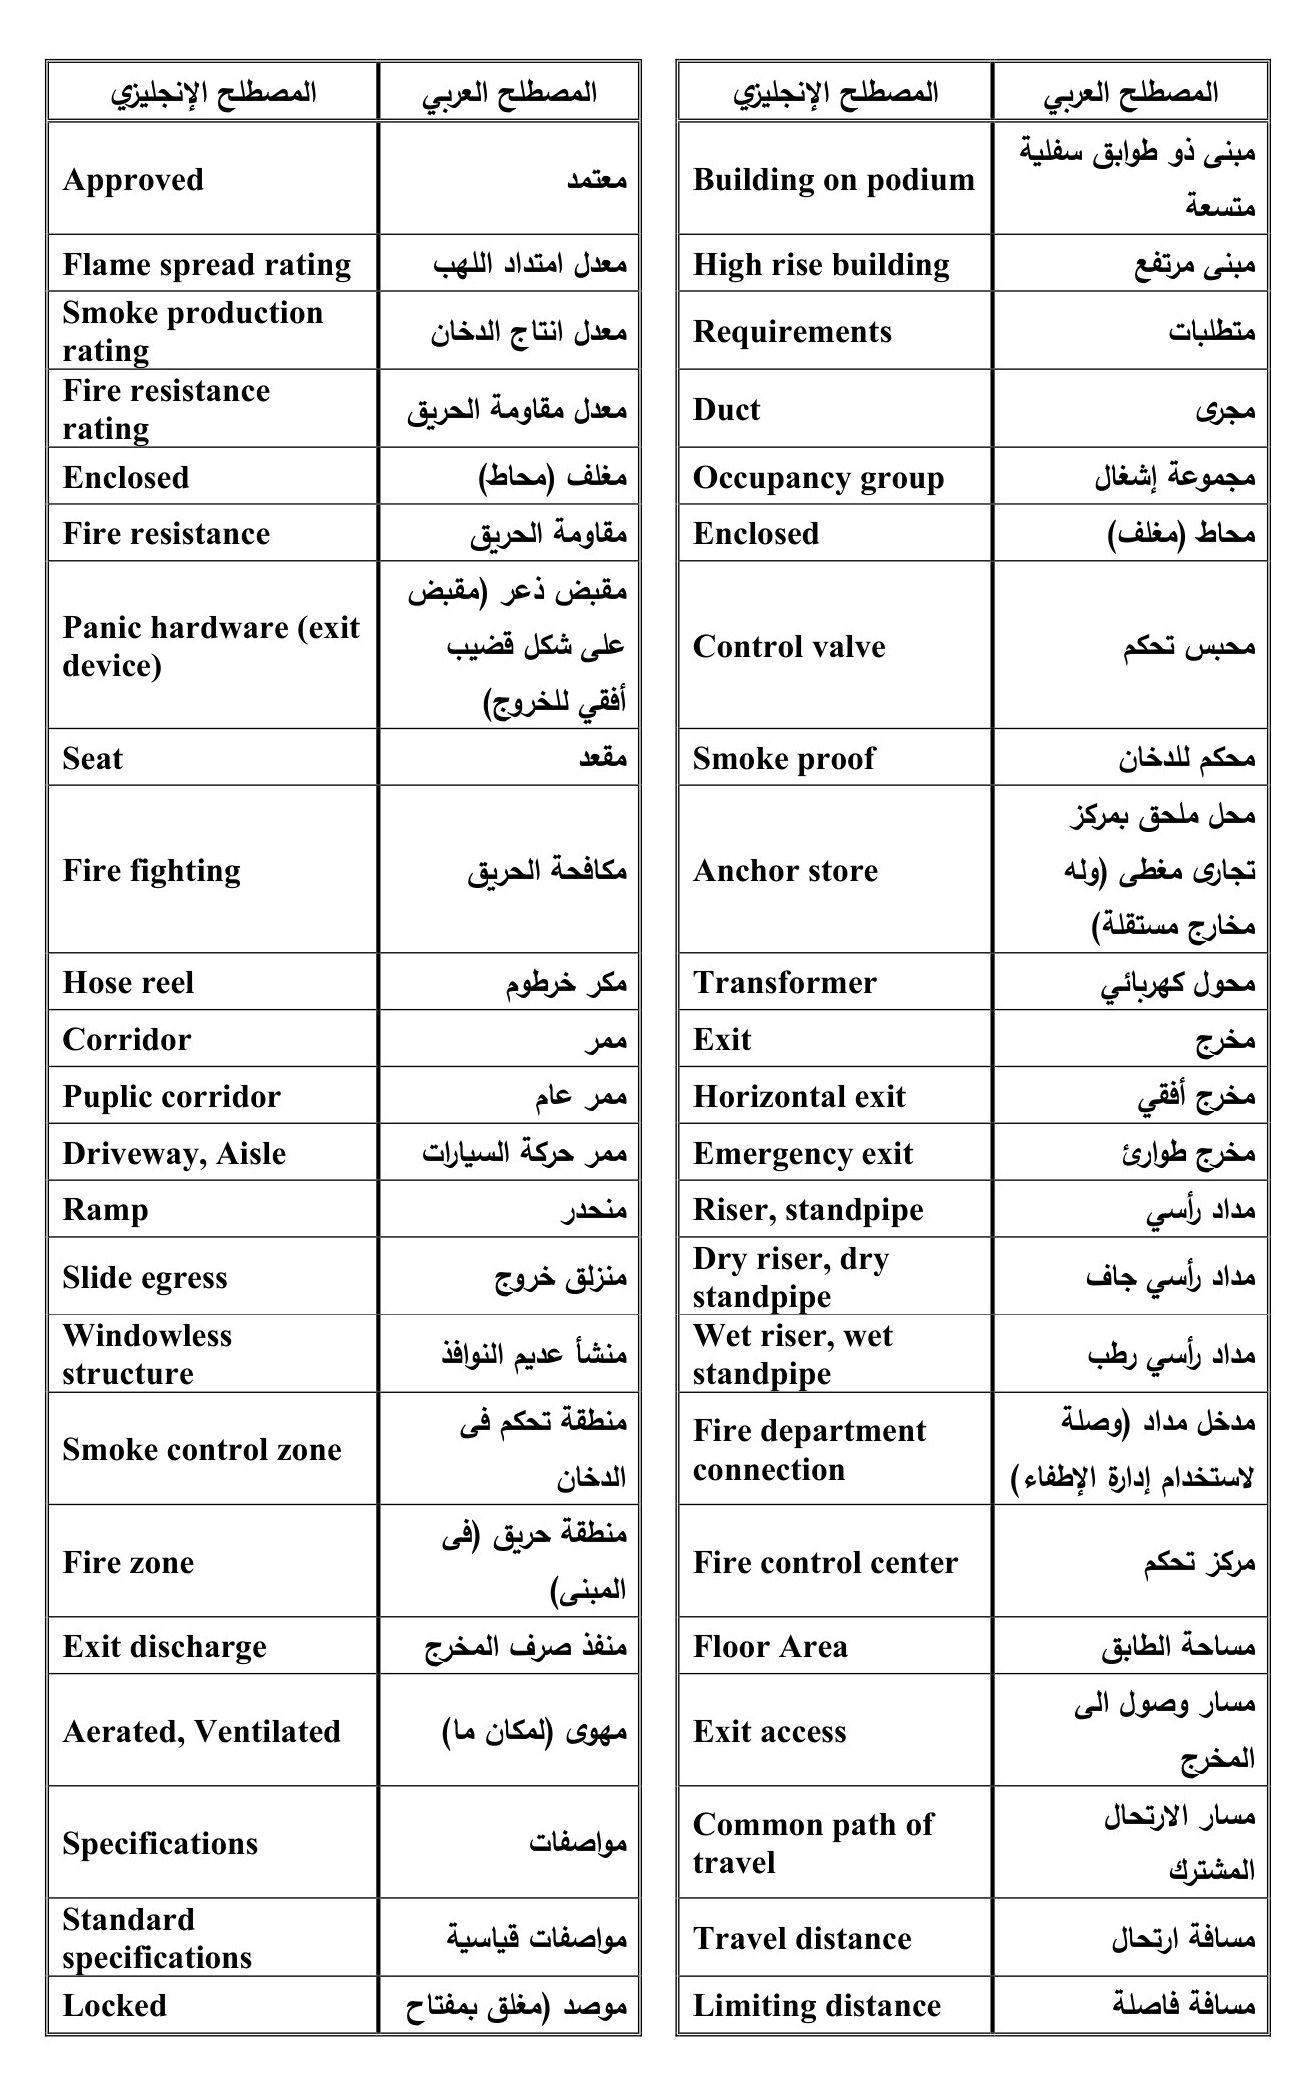 المصطلح العربي
المصطلح الإنجليزي
مبنى ذو طوابق سفلية
متسعة
Building on podium
مبنى مرتفع
High rise building
متطلبات
Requirements
مجرى
Duct
مجموعة إشغال
Occupancy group
محاط (مغلف)
Enclosed
محبس تحكم
Control valve
محكم للدخان
Smoke proof
محل ملحق بمركز
تجارى مغطى (وله
مخارج مستقلة)
Anchor store
محول كهربائي
Transformer
مخرج
Exit
مخرج أفقي
Horizontal exit
مخرج طوارئ
Emergency exit
مداد رأسي
Riser, standpipe
مداد رأسي جاف
Dry riser, dry
standpipe
مداد رأسي رطب
Wet riser, wet
standpipe
مدخل مداد (وصلة
لاستخدام إدارة الإطفاء)
Fire department
connection
مركز تحكم
Fire control center
مساحة الطابق
Floor Area
مسار وصول الى
المخرج
Exit access
مسار الارتحال
المشترك
Common path of
travel
مسافة ارتحال
Travel distance
مسافة فاصلة
Limiting distance
المصطلح العربي
المصطلح الإنجليزي
معتمد
Approved
معدل امتداد اللهب
Flame spread rating
معدل انتاج الدخان
Smoke production
rating
معدل مقاومة الحريق
Fire resistance
rating
مغلف (محاط)
Enclosed
مقاومة الحريق
Fire resistance
مقبض ذعر (مقبض
على شكل قضيب
أفقي للخروج)
Panic hardware (exit
device)
مقعد
Seat
مكافحة الحريق
Fire fighting
مكر خرطوم
Hose reel
ممر
Corridor
ممر عام
Puplic corridor
ممر حركة السيارات
Driveway, Aisle
منحدر
Ramp
منزلق خروج
Slide egress
منشأ عديم النوافذ
Windowless
structure
منطقة تحكم فى
الدخان
Smoke control zone
منطقة حريق (فى
المبنى)
Fire zone
منفذ صرف المخرج
Exit discharge
مهوى (لمكان ما)
Aerated, Ventilated
مواصفات
Specifications
مواصفات قياسية
Standard
specifications
موصد (مغلق بمفتاح
Locked